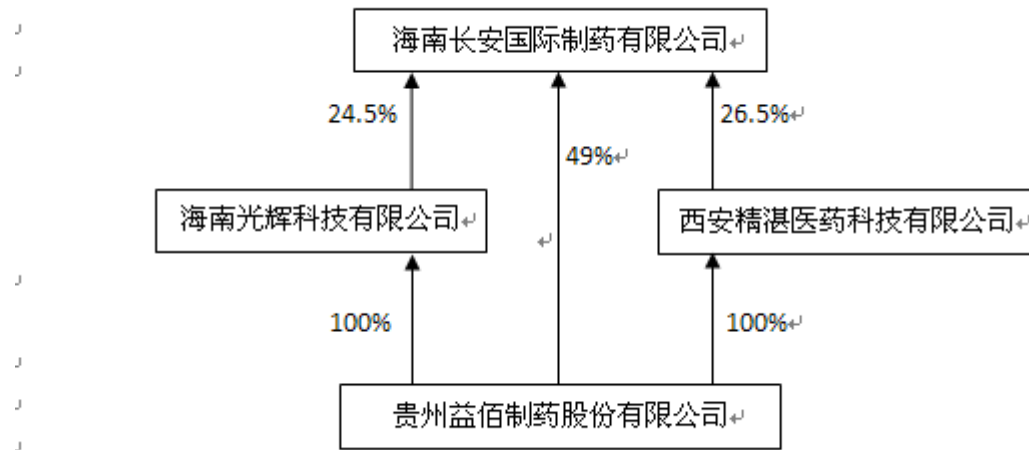 海南长安国际制药有限公司
24.5%
49%
26.5%
海南光辉科技有限公司
西安精湛医药科技有限公司
100%
100%
贵州益佰制药股份有限公司